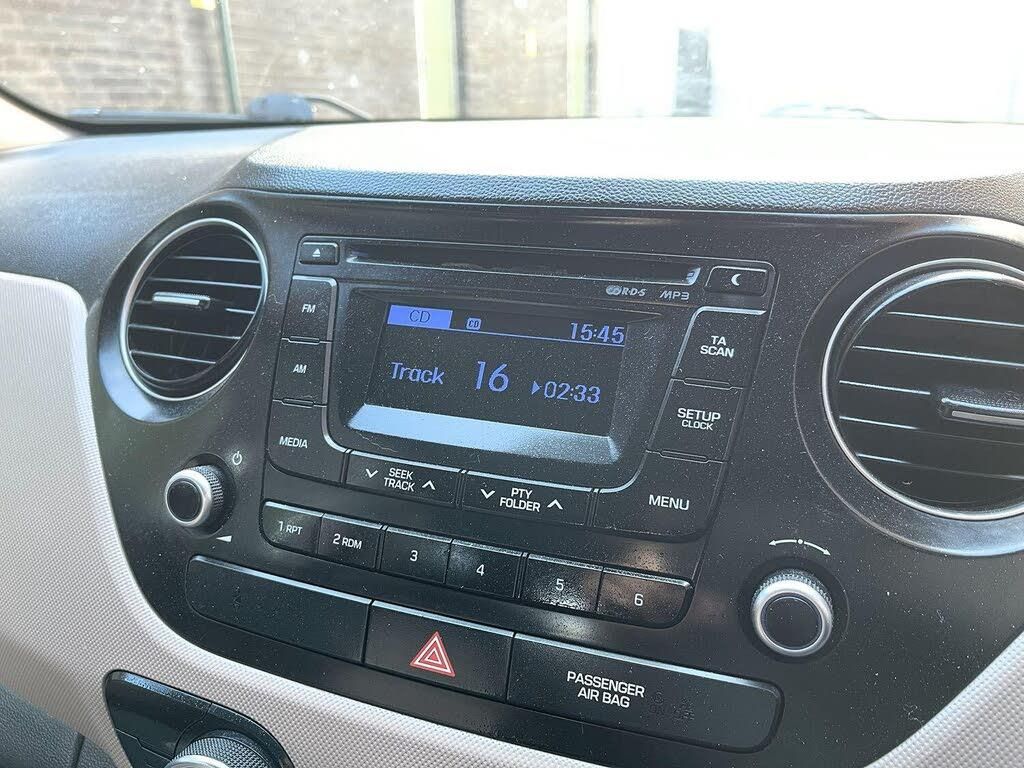 RDS MP3
FM
CD CD 15:45
TA
SCAN
AM
Track 16 02:33
SETUP
CLOCK
MEDIA
SEEK
TRACK
PTY
FOLDER
MENU
1 RPT
2 RDM
3
4
5
6
PASSENGER
AIR BAG